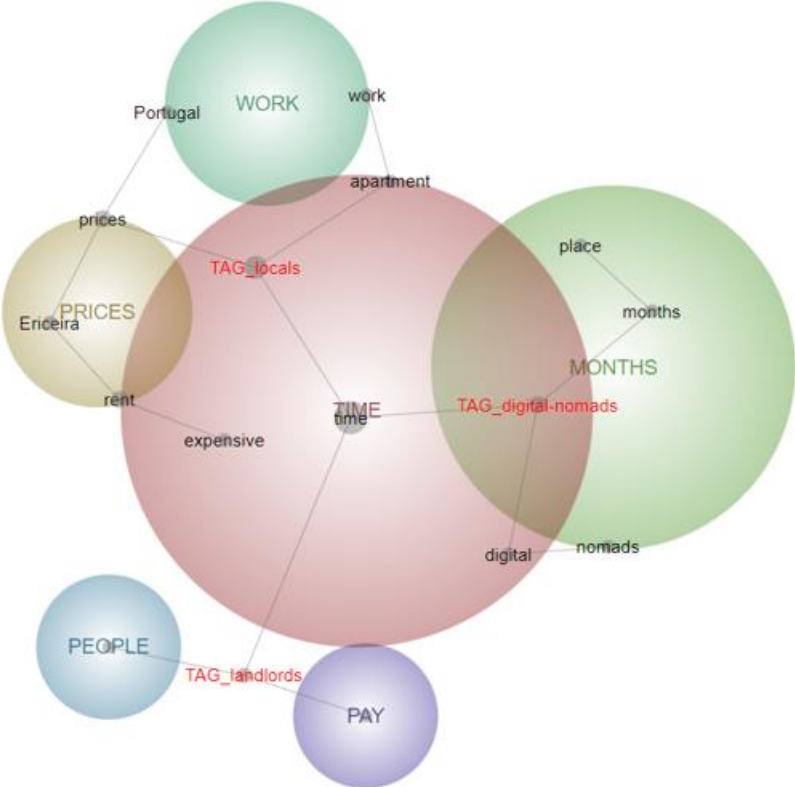 work
WORK
Portugal
apartment
prices
place
TAG_locals
PRICES
months
Ericeira
MONTHS
rent
TIME
TAG_digital-nomads
time
expensive
digital
nomads
PEOPLE
TAG_landlords
PAY